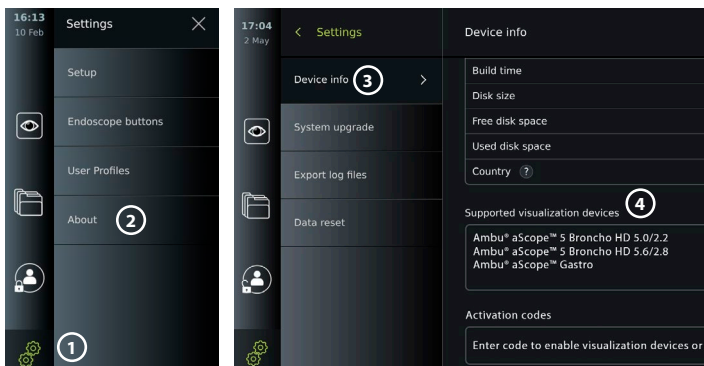 16:13
10 Feb
Settings
Setup
Endoscope buttons
User Profiles
About
2
1
17:04
2 May
Settings
Device info
3
System upgrade
Export log files
Data reset
Device info
Build time
Disk size
Free disk space
Used disk space
Country ?
Supported visualization devices
4
Ambu® aScope™ 5 Broncho HD 5.0/2.2
Ambu® aScope™ 5 Broncho HD 5.6/2.8
Ambu® aScope™ Gastro
Activation codes
Enter code to enable visualization devices or